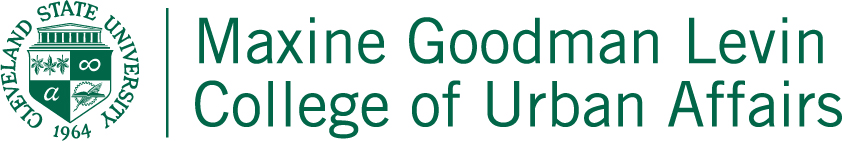 CLEVELAND STATE UNIVERSITY
∞
a
1964
Maxine Goodman Levin
College of Urban Affairs